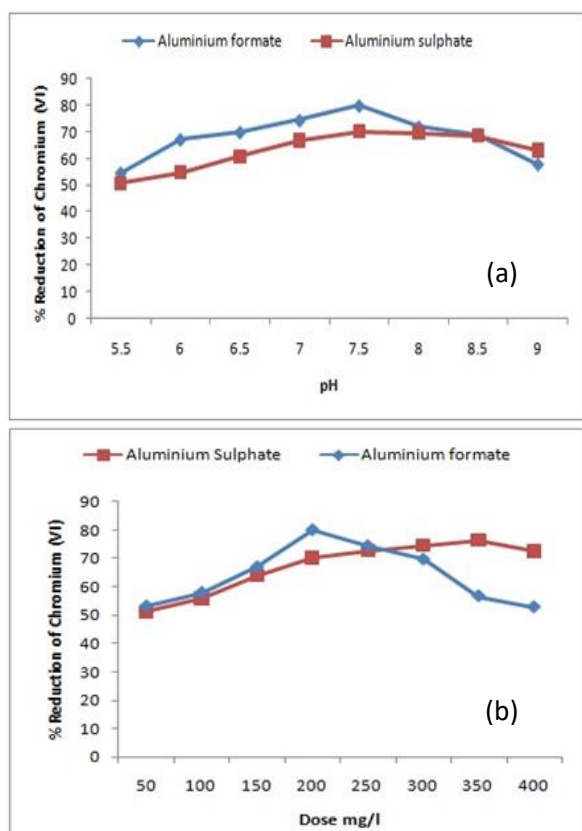 Aluminium formate Aluminium sulphate
% Reduction of Chromium (VI)
90
80
70
60
50
40
30
20
10
0
(a)
5.5 6 6.5 7 7.5 8 8.5 9
pH
Aluminium Sulphate Aluminium formate
% Reduction of Chromium (VI)
90
80
70
60
50
40
30
20
10
0
(b)
50 100 150 200 250 300 350 400
Dose mg/l